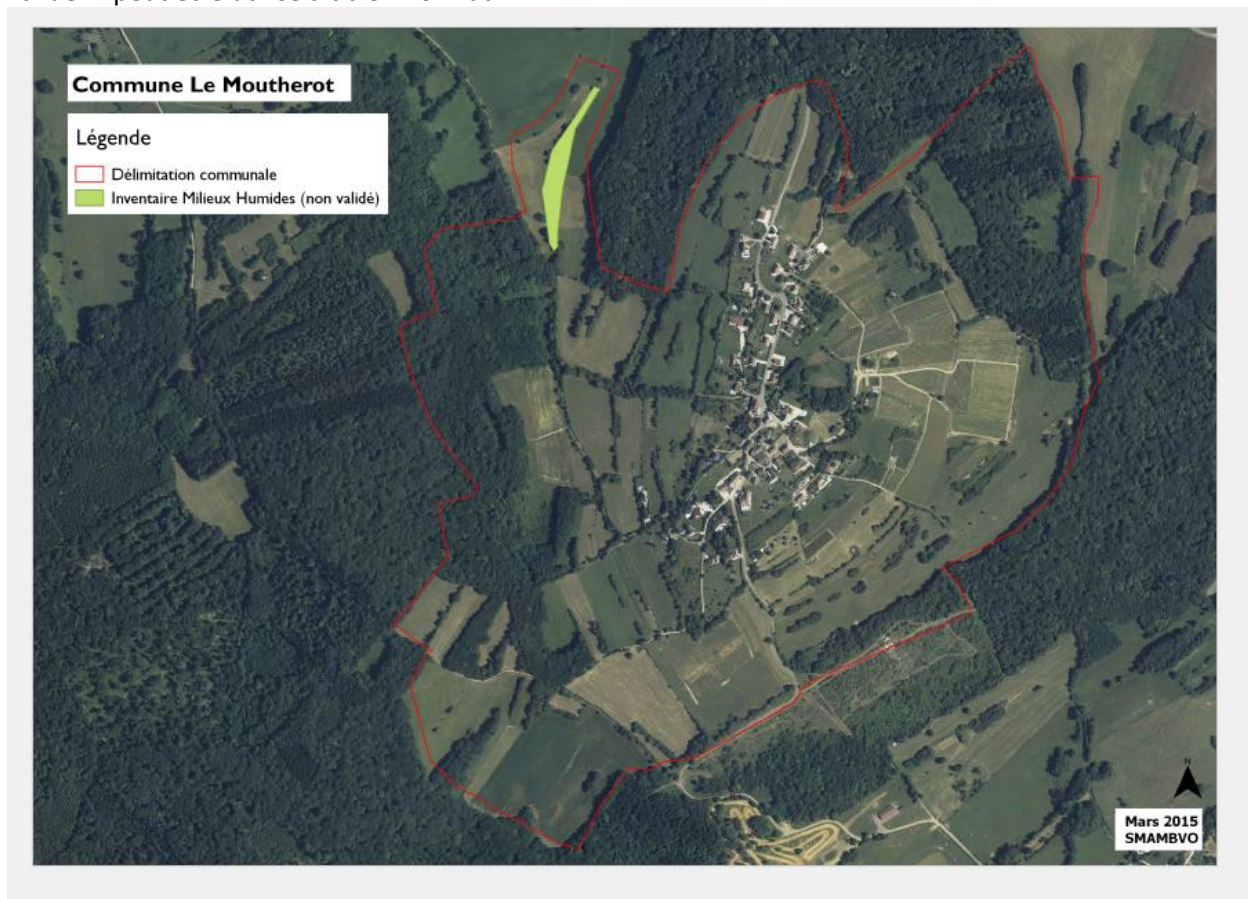 Commune Le Moutherot
Légende
Délimitation communale
Inventaire Milieux Humides (non validé)
N
Mars 2015
SMAMBVO